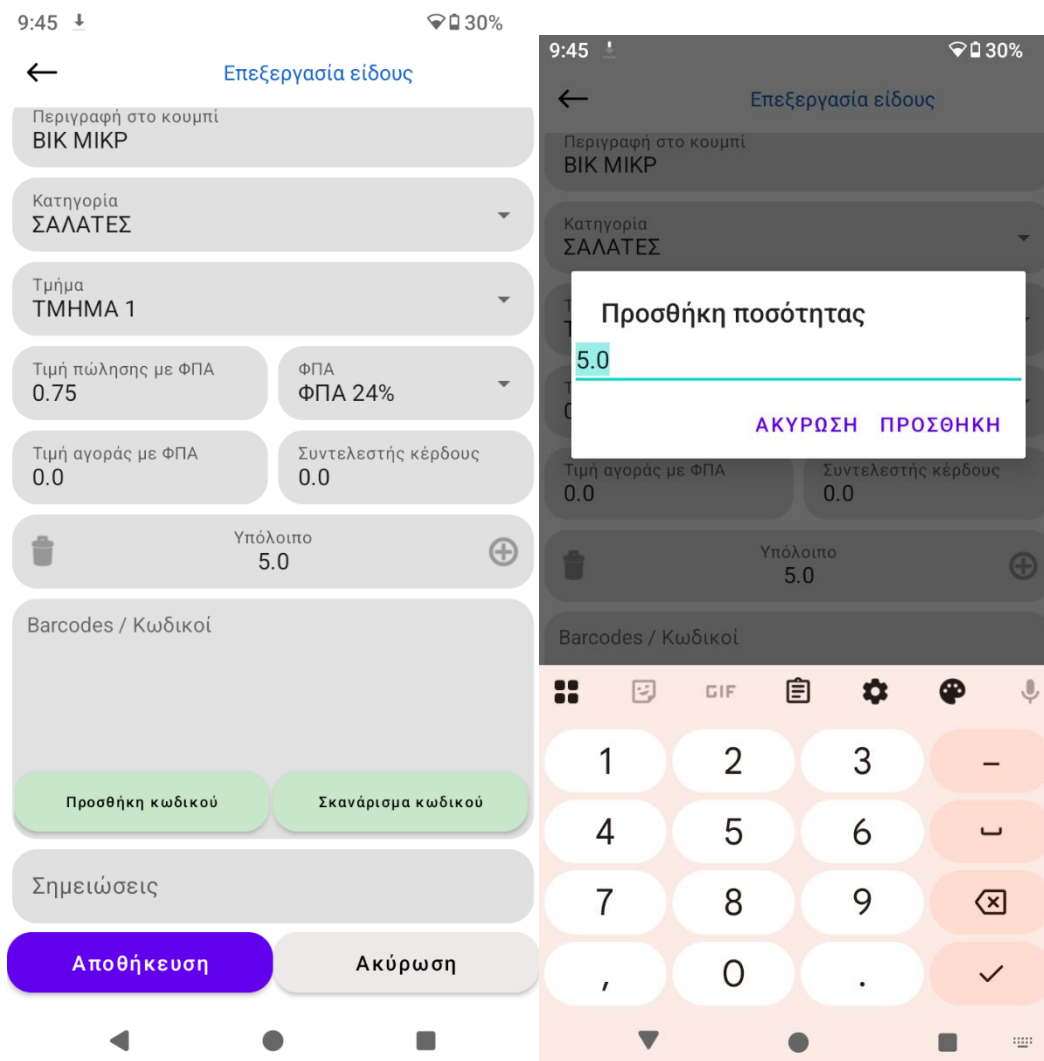 9:45
30%
Επεξεργασία είδους
Περιγραφή στο κουμπί
ΒΙΚ ΜΙΚΡ
Κατηγορία
ΣΑΛΑΤΕΣ
Τμήμα
ΤΜΗΜΑ 1
Τιμή πώλησης με ΦΠΑ
0.75
ΦΠΑ
ΦΠΑ 24%
Τιμή αγοράς με ΦΠΑ
0.0
Συντελεστής κέρδους
0.0
Υπόλοιπο
5.0
Barcodes / Κωδικοί
Προσθήκη κωδικού
Σκανάρισμα κωδικού
Σημειώσεις
Αποθήκευση
Ακύρωση
9:45
30%
Επεξεργασία είδους
Περιγραφή στο κουμπί
ΒΙΚ ΜΙΚΡ
Κατηγορία
ΣΑΛΑΤΕΣ
Προσθήκη ποσότητας
5.0
ΑΚΥΡΩΣΗ ΠΡΟΣΘΗΚΗ
Τιμή αγοράς με ΦΠΑ
0.0
Συντελεστής κέρδους
0.0
Υπόλοιπο
5.0
Barcodes / Κωδικοί
GIF
1 2 3 –
4 5 6
7 8 9
, 0 .